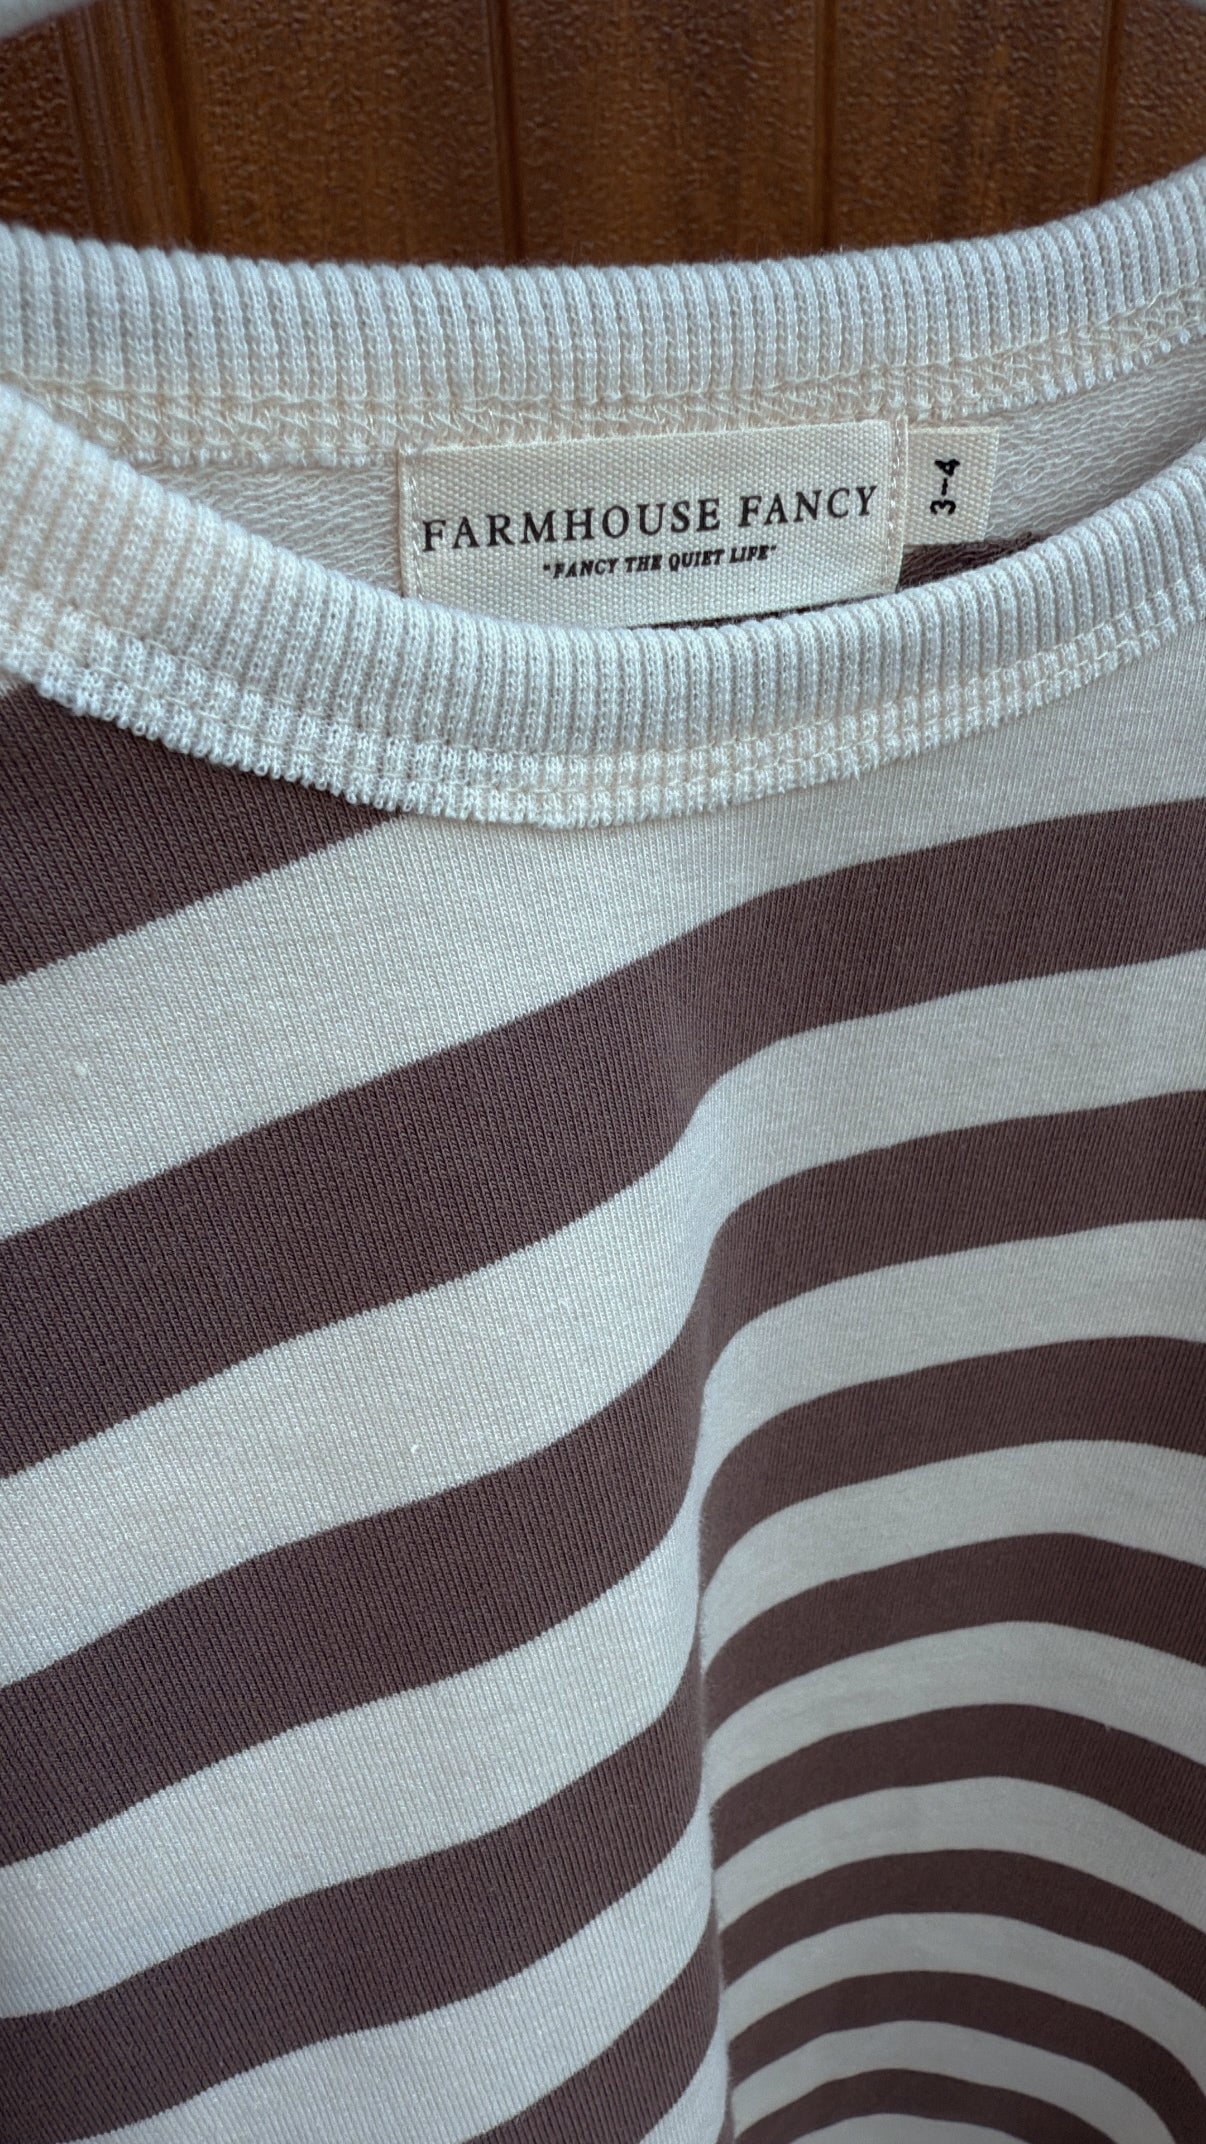 FARMHOUSE FANCY
"FANCY THE QUIET LIFE"
3-4